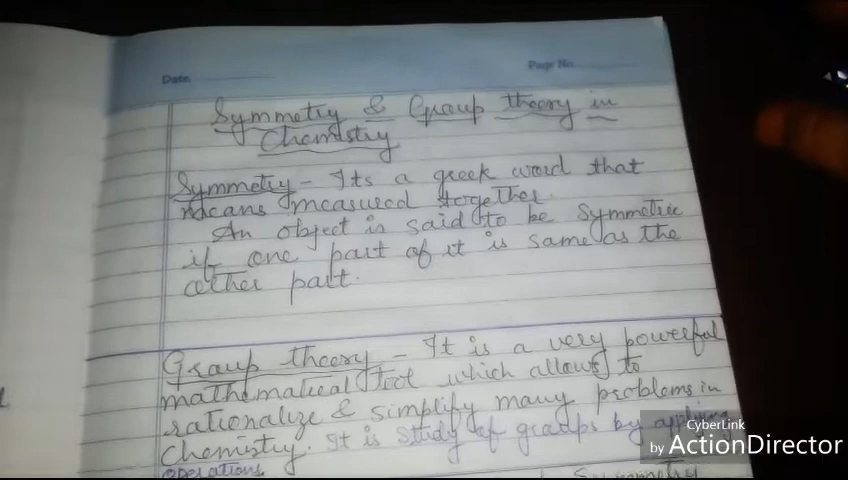 Date.
Page No.
Symmetry & Group theory in
Chemistry
Symmetry - Its a greek word that
means measured together.
An object is said to be symmetric
if one part of it is same as the
other part.
Group theory - It is a very powerful
mathematical tool which allows to
rationalize & simplify many problems in
chemistry. It is study of groups by applying
operations
Symmetry
CyberLink
by ActionDirector